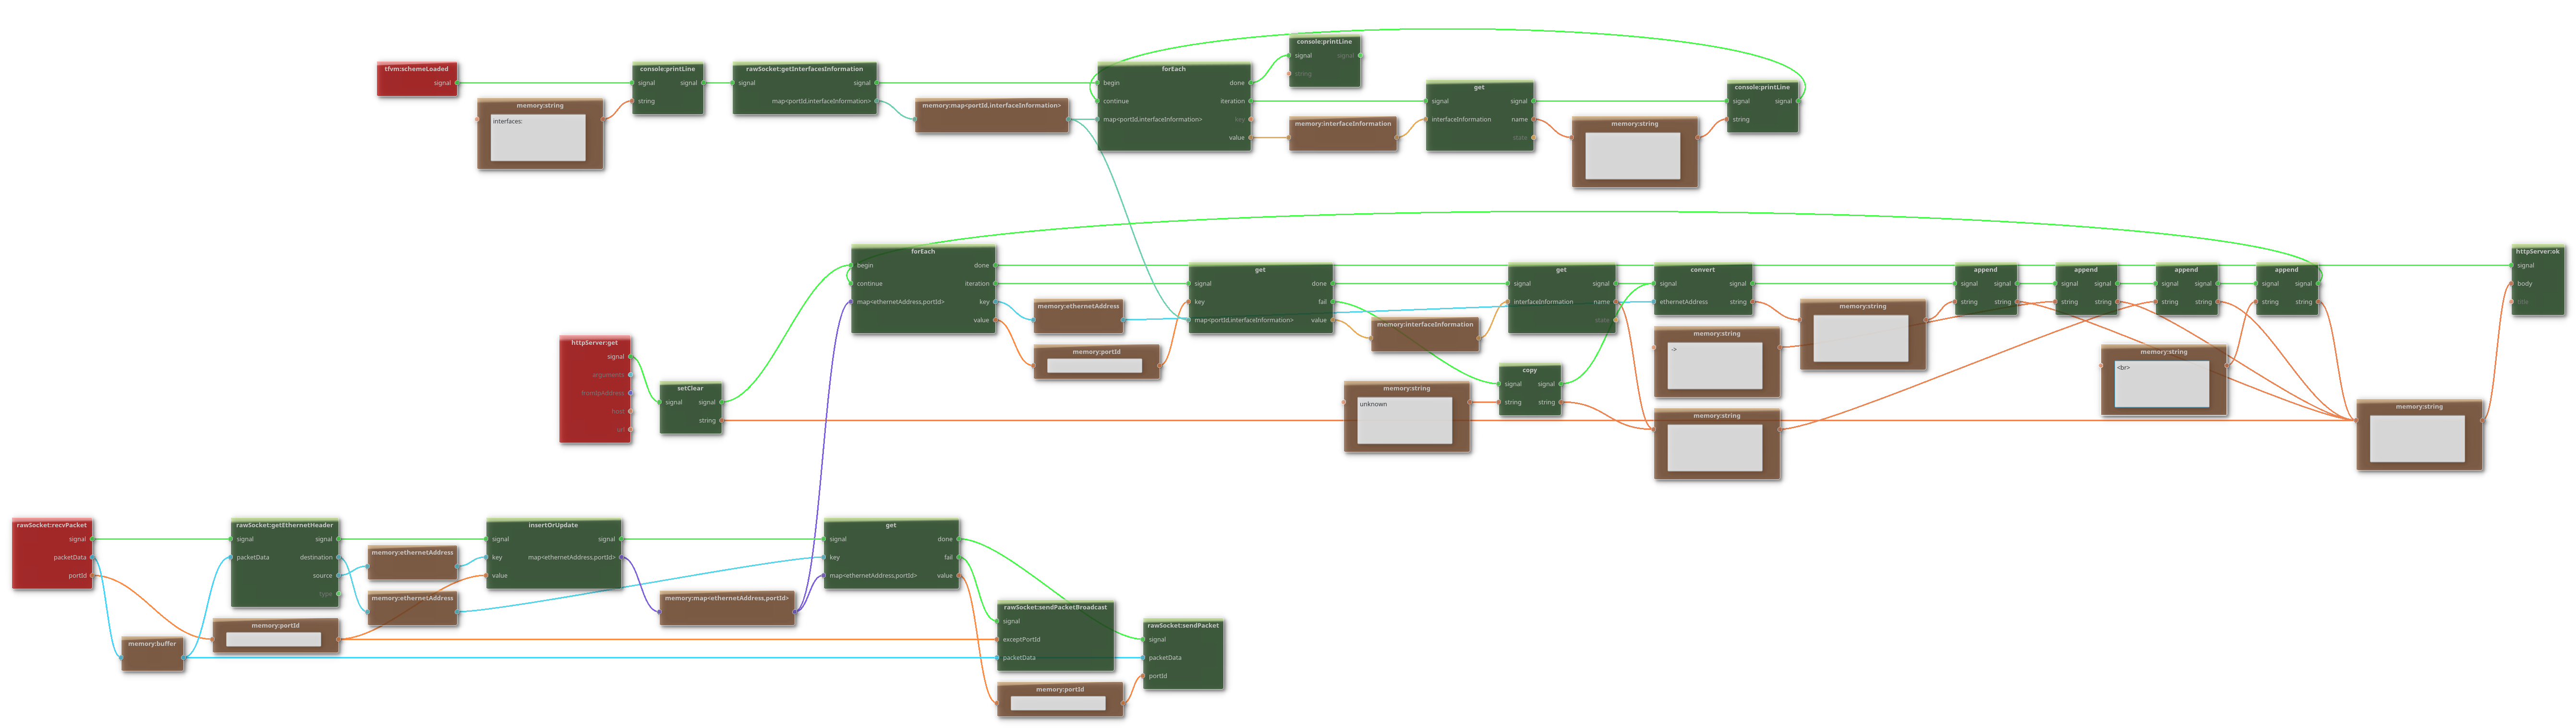 tfvm:schemeLoaded
signal
memory:string
interfaces:
console:printLine
signal signal
string
rawSocket:getInterfacesInformation
signal signal
map<portId,interfaceInformation>
memory:map<portId,interfaceInformation>
forEach
begin done
continue iteration
map<portId,interfaceInformation> key
value
console:printLine
signal signal
string
memory:interfaceInformation
get
signal signal
interfaceInformation name
state
memory:string
console:printLine
signal signal
string
httpServer:get
signal
arguments
fromIpAddress
host
url
setClear
signal signal
string
forEach
begin done
continue iteration
map<ethernetAddress,portId> key
value
memory:ethernetAddress
memory:portId
get
signal done
key fail
map<portId,interfaceInformation> value
memory:interfaceInformation
memory:string
unknown
get
signal signal
interfaceInformation name
state
copy
signal signal
string string
convert
signal signal
ethernetAddress string
memory:string
->
memory:string
memory:string
append
signal signal
string string
append
signal signal
string string
append
signal signal
string string
append
signal signal
string string
memory:string
<br>
memory:string
httpServer:ok
signal
body
title
rawSocket:recvPacket
signal
packetData
portId
memory:buffer
memory:portId
rawSocket:getEthernetHeader
signal signal
packetData destination
source
type
memory:ethernetAddress
memory:ethernetAddress
insertOrUpdate
signal signal
key map<ethernetAddress,portId>
value
memory:map<ethernetAddress,portId>
get
signal done
key fail
map<ethernetAddress,portId> value
rawSocket:sendPacketBroadcast
signal
exceptPortId
packetData
memory:portId
rawSocket:sendPacket
signal
packetData
portId